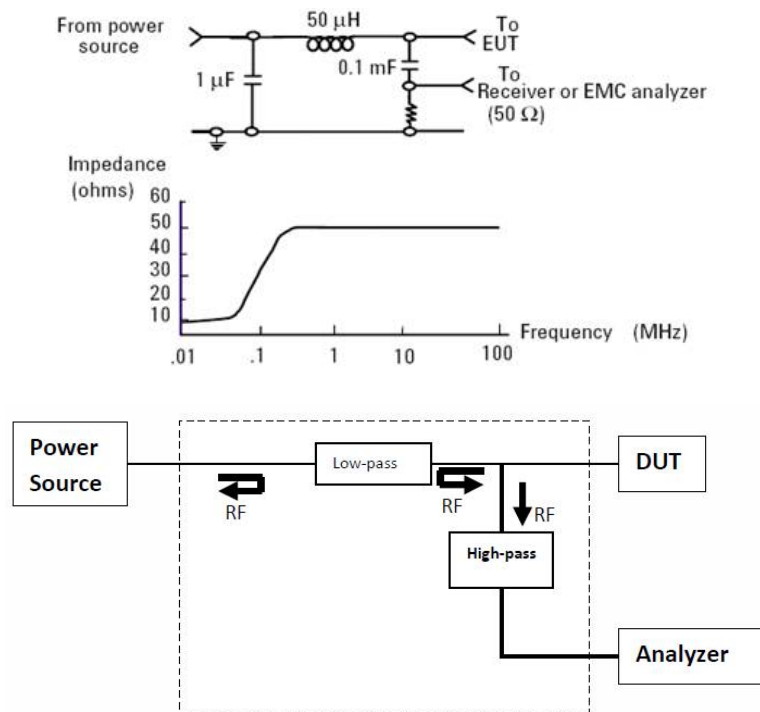 From power
source
50 µH
To
EUT
1 µF
0.1 mF
To
Receiver or EMC analyzer
(50 Ω)
Impedance
(ohms)
60
50
40
30
20
10
Frequency (MHz)
.01
.1
1
10
100
Power
Source
Low-pass
DUT
RF
RF
RF
High-pass
Analyzer